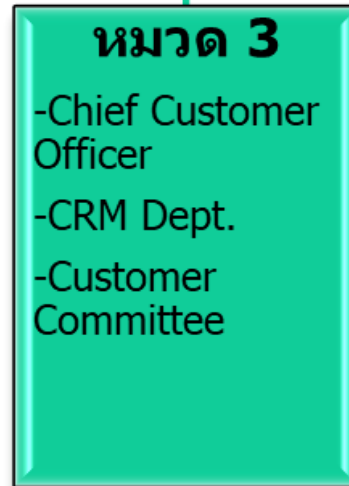 หมวด 3
-Chief Customer
Officer
-CRM Dept.
-Customer
Committee